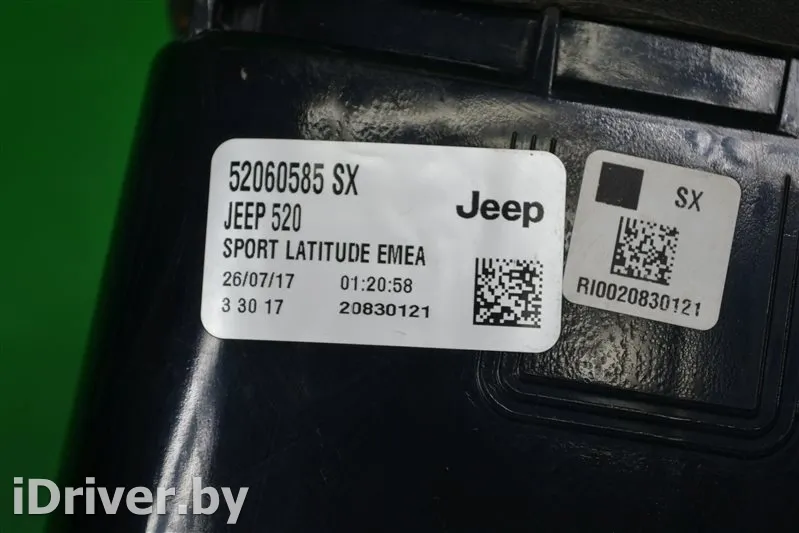 52060585 SX
Jeep
JEEP 520
SPORT LATITUDE EMEA
26/07/17 01:20:58
3 30 17 20830121
SX
RI0020830121
iDriver.by